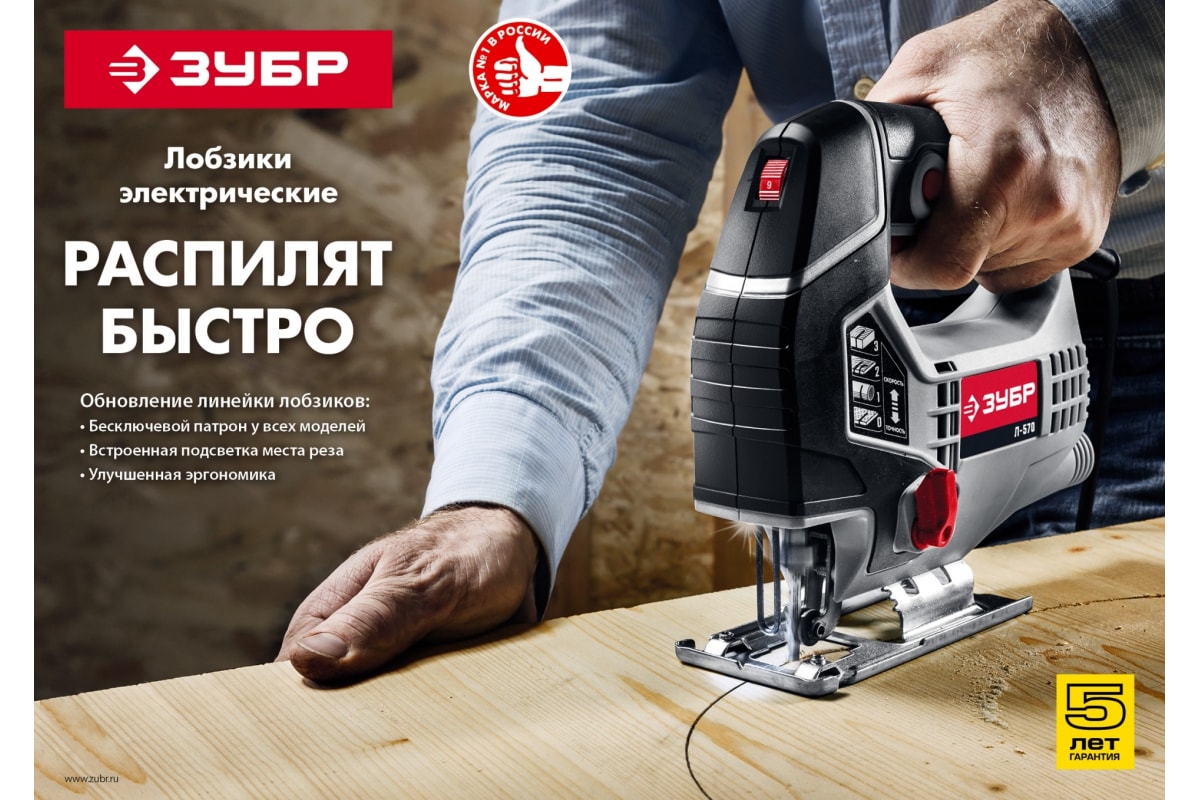 ЗУБР
МАРКА №1 В РОССИИ
Лобзики
электрические
РАСПИЛЯТ
БЫСТРО
Обновление линейки лобзиков:
• Бесключевой патрон у всех моделей
• Встроенная подсветка места реза
• Улучшенная эргономика
9
3
2
1
0
СКОРОСТЬ
ТОЧНОСТЬ
ЗУБР
Л-570
5
лет
ГАРАНТИЯ
www.zubr.ru